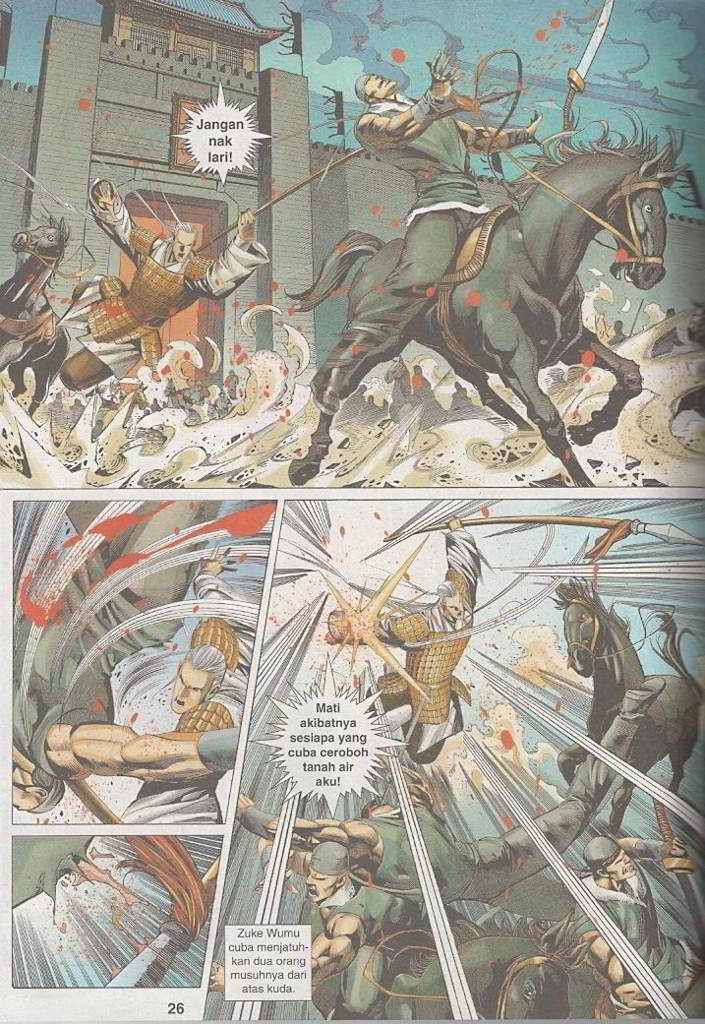 Jangan
nak
lari!
Mati
akibatnya
sesiapa yang
cuba ceroboh
tanah air
aku!
Zuke Wumu
cuba menjatuh-
kan dua orang
musuhnya dari
atas kuda.
26